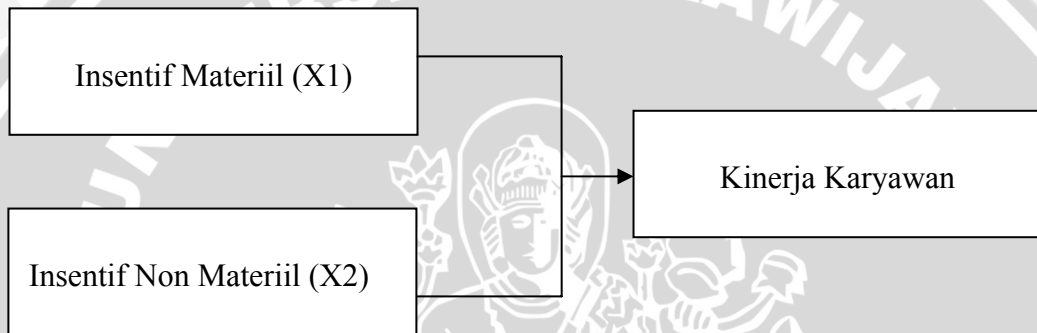 Insentif Materiil (X1)
Kinerja Karyawan
Insentif Non Materiil (X2)